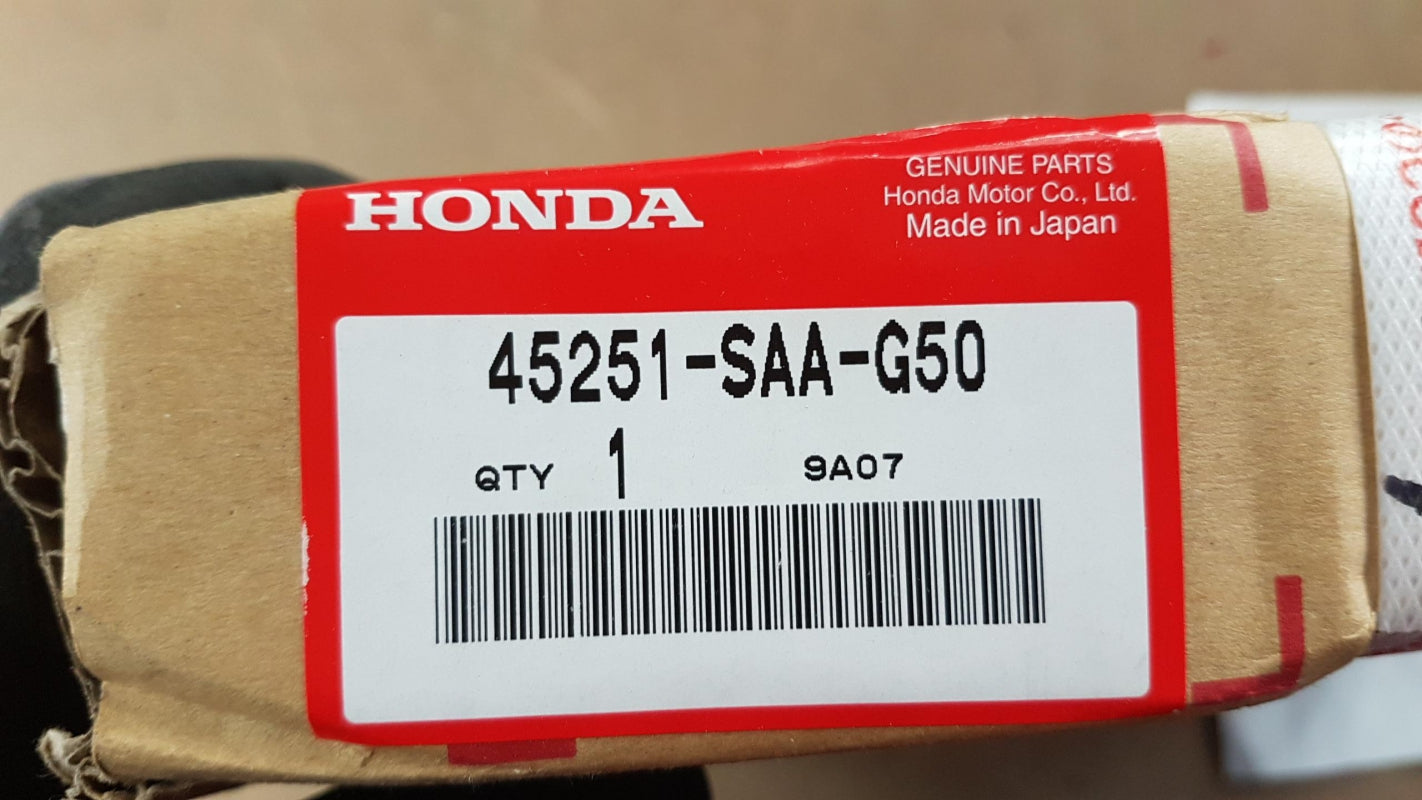 HONDA
GENUINE PARTS
Honda Motor Co., Ltd.
Made in Japan
45251-SAA-G50
QTY 1 9A07